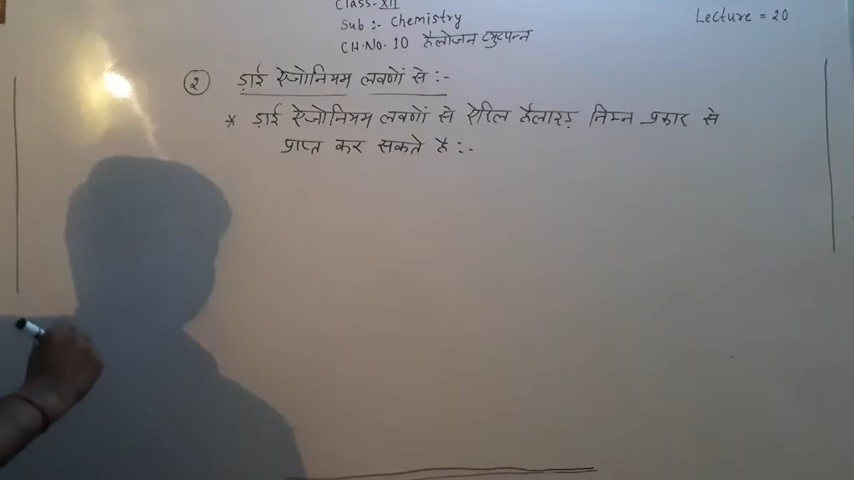 Class-XII
Sub :- Chemistry
Lecture = 20
CH.No. 10 हैलोजन व्युत्पन्न
② डाई ऐजोनियम लवणों से :-
* डाई ऐजोनियम लवणों से ऐरिल हैलाइड निम्न प्रकार से
प्राप्त कर सकते है :-